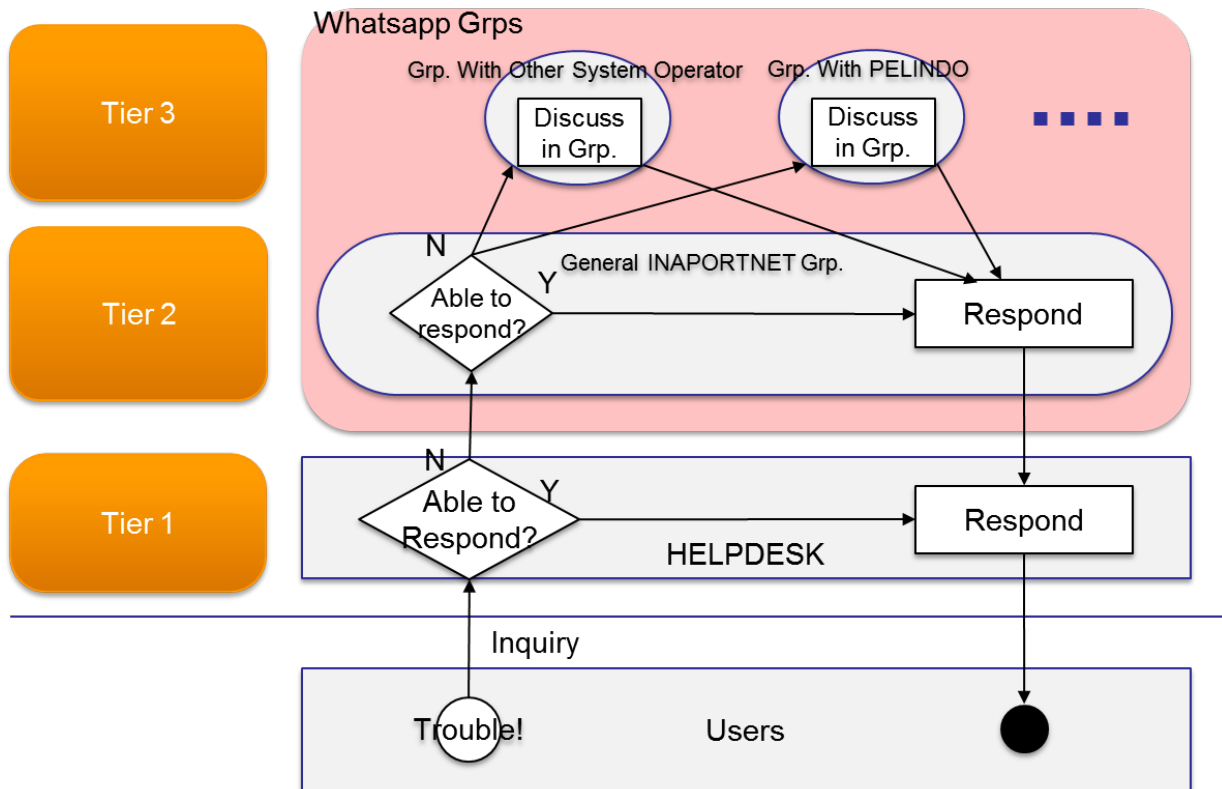 Whatsapp Grps
Grp. With Other System Operator
Grp. With PELINDO
Tier 3
Discuss
in Grp.
Discuss
in Grp.
N
General INAPORTNET Grp.
Y
Tier 2
Able to
respond?
Respond
N
Y
Tier 1
Able to
Respond?
Respond
HELPDESK
Inquiry
Trouble!
Users